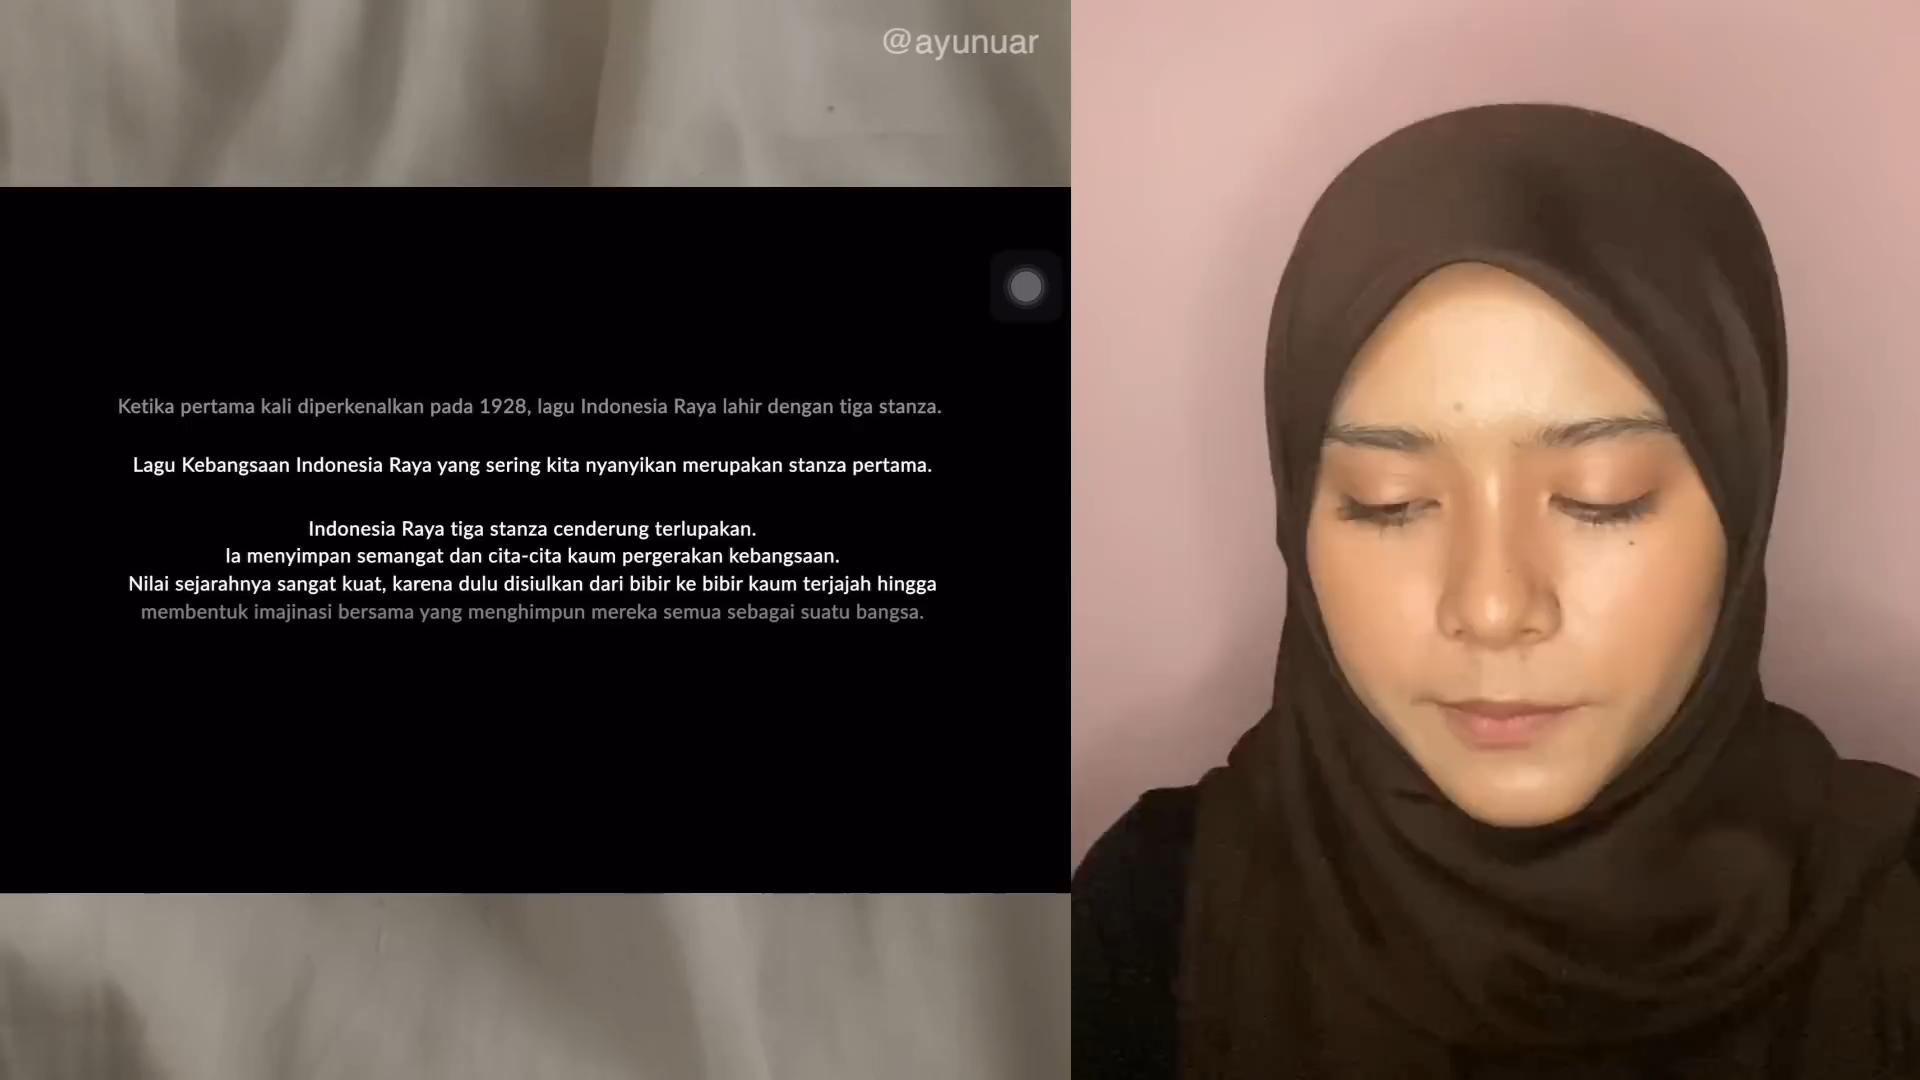 @ayunuar
Ketika pertama kali diperkenalkan pada 1928, lagu Indonesia Raya lahir dengan tiga stanza.
Lagu Kebangsaan Indonesia Raya yang sering kita nyanyikan merupakan stanza pertama.
Indonesia Raya tiga stanza cenderung terlupakan.
Ia menyimpan semangat dan cita-cita kaum pergerakan kebangsaan.
Nilai sejarahnya sangat kuat, karena dulu disiulkan dari bibir ke bibir kaum terjajah hingga
membentuk imajinasi bersama yang menghimpun mereka semua sebagai suatu bangsa.